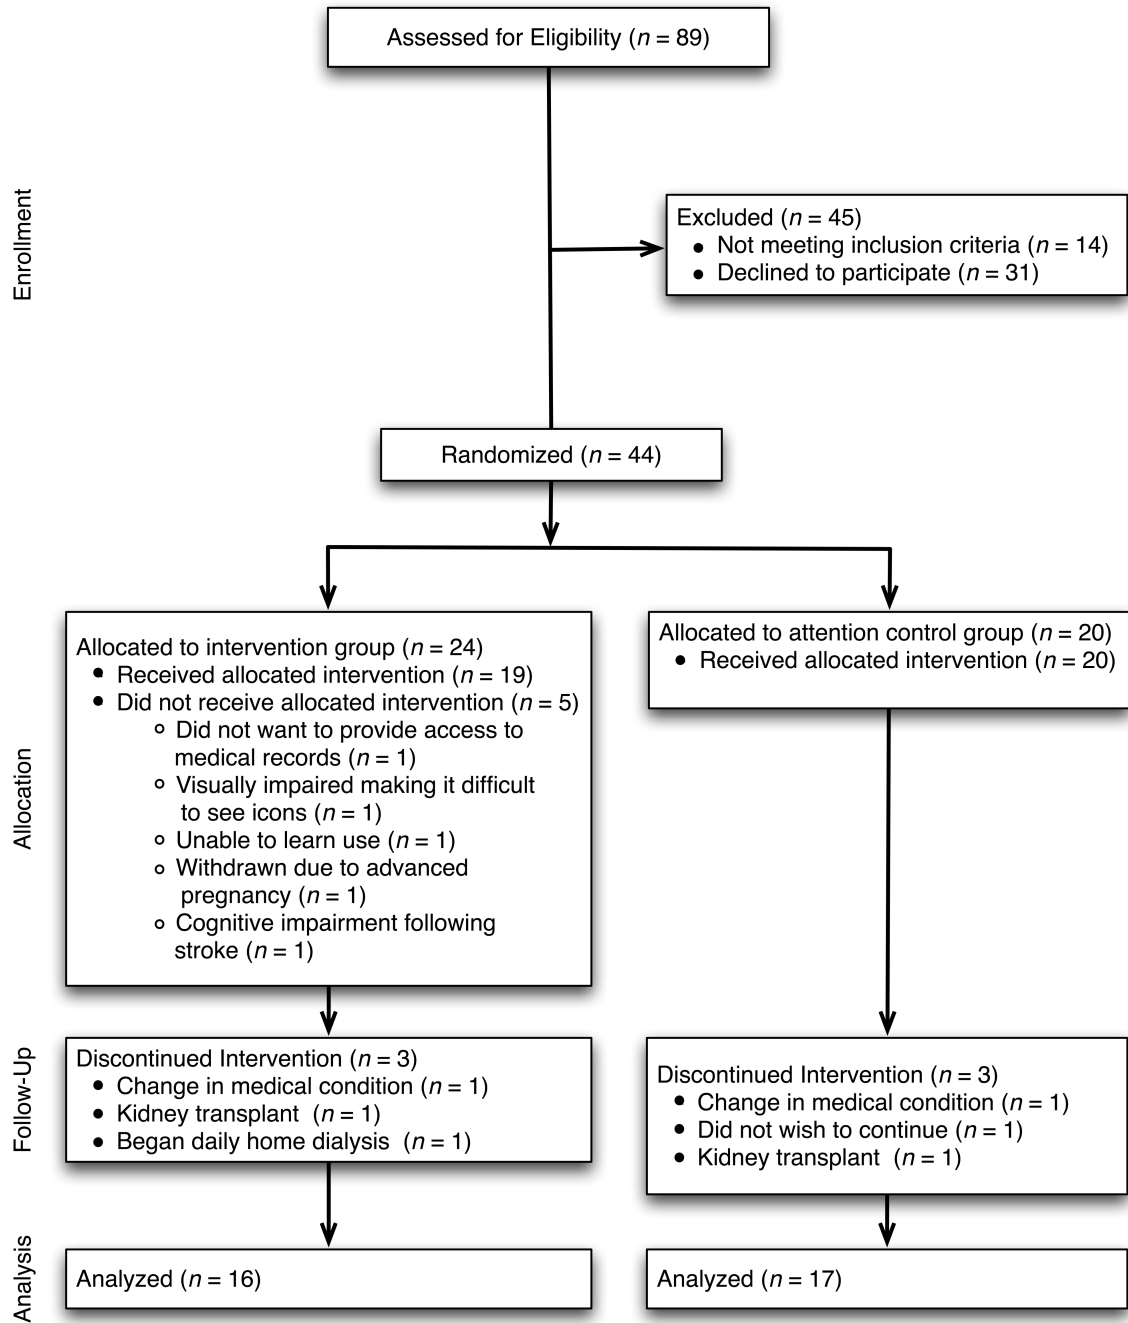 Assessed for Eligibility (n = 89)
Enrollment
Excluded (n = 45)
● Not meeting inclusion criteria (n = 14)
● Declined to participate (n = 31)
Randomized (n = 44)
Allocation
Allocated to intervention group (n = 24)
● Received allocated intervention (n = 19)
● Did not receive allocated intervention (n = 5)
○ Did not want to provide access to
medical records (n = 1)
○ Visually impaired making it difficult
to see icons (n = 1)
○ Unable to learn use (n = 1)
○ Withdrawn due to advanced
pregnancy (n = 1)
○ Cognitive impairment following
stroke (n = 1)
Allocated to attention control group (n = 20)
● Received allocated intervention (n = 20)
Follow-Up
Discontinued Intervention (n = 3)
● Change in medical condition (n = 1)
● Kidney transplant (n = 1)
● Began daily home dialysis (n = 1)
Discontinued Intervention (n = 3)
● Change in medical condition (n = 1)
● Did not wish to continue (n = 1)
● Kidney transplant (n = 1)
Analysis
Analyzed (n = 16)
Analyzed (n = 17)